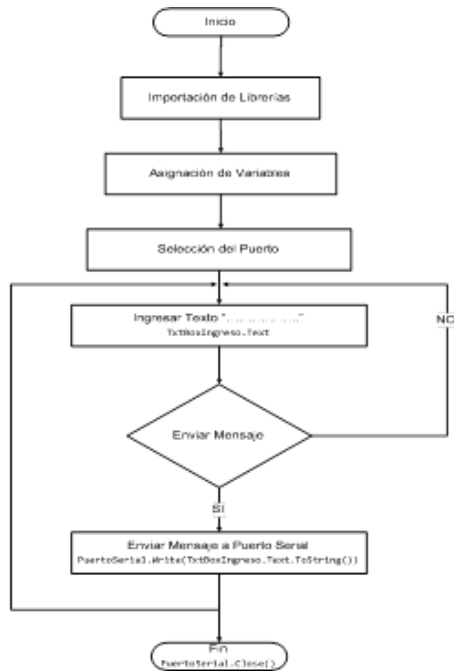 Inicio
Importación de Librerías
Asignación de Variables
Selección del Puerto
Ingresar Texto "..................."
TxtBoxIngreso.Text
NO
Enviar Mensaje
SI
Enviar Mensaje a Puerto Serial
PuertoSerial.Write(TxtBoxIngreso.Text.ToString())
Fin
PuertoSerial.Close()